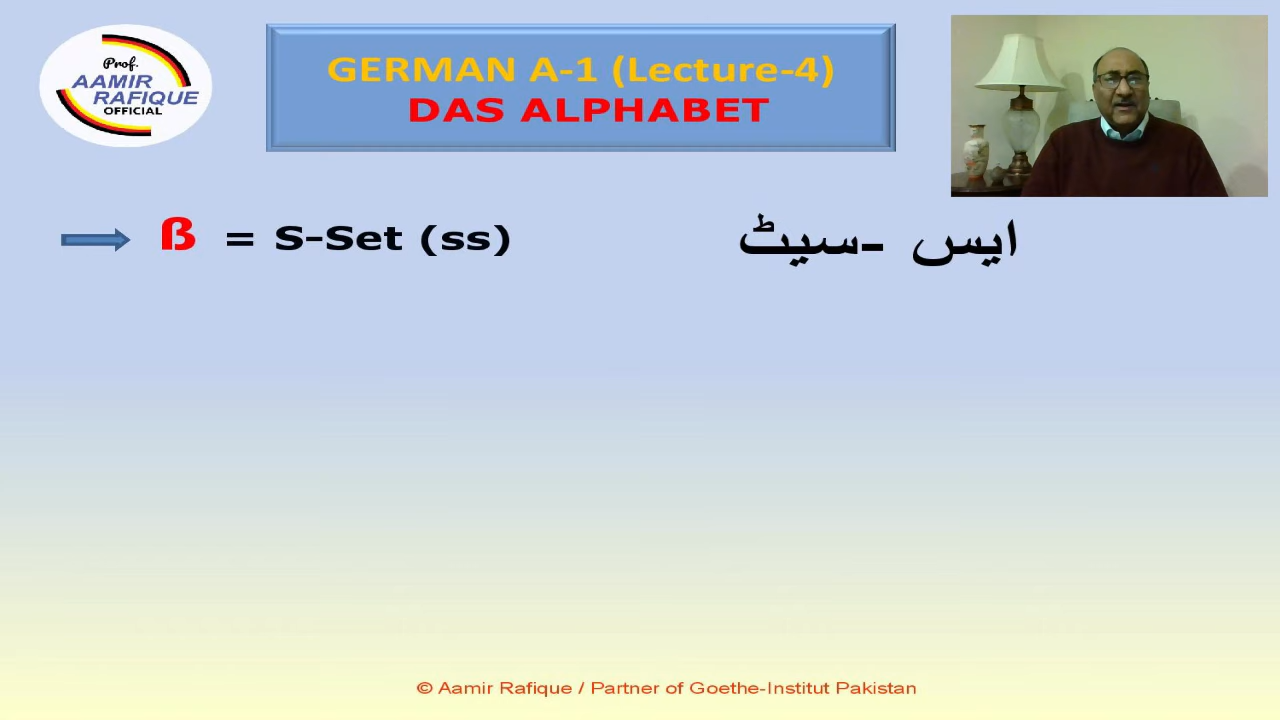 Prof.
AAMIR
RAFIQUE
OFFICIAL
GERMAN A-1 (Lecture-4)
DAS ALPHABET
ß = S-Set (ss)
ایس -سیٹ
© Aamir Rafique / Partner of Goethe-Institut Pakistan